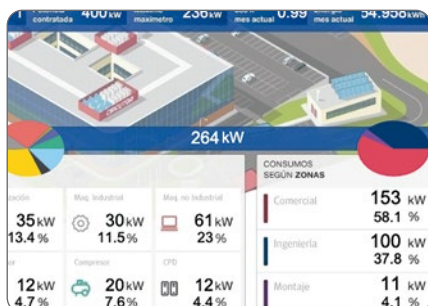 contratada 400 kW
maximetro 236 kW
mes actual 0.99
mes actual 54.958 kWh
264 kW
CONSUMOS
SEGÚN ZONAS
Maq. Industrial
Maq. no Industrial
35 kW
13.4 %
30 kW
11.5 %
61 kW
23 %
Compresor
CPD
12 kW
4.7 %
20 kW
7.6 %
12 kW
4.4 %
Comercial
153 kW
58.1 %
Ingeniería
100 kW
37.8 %
Montaje
11 kW
4.1 %